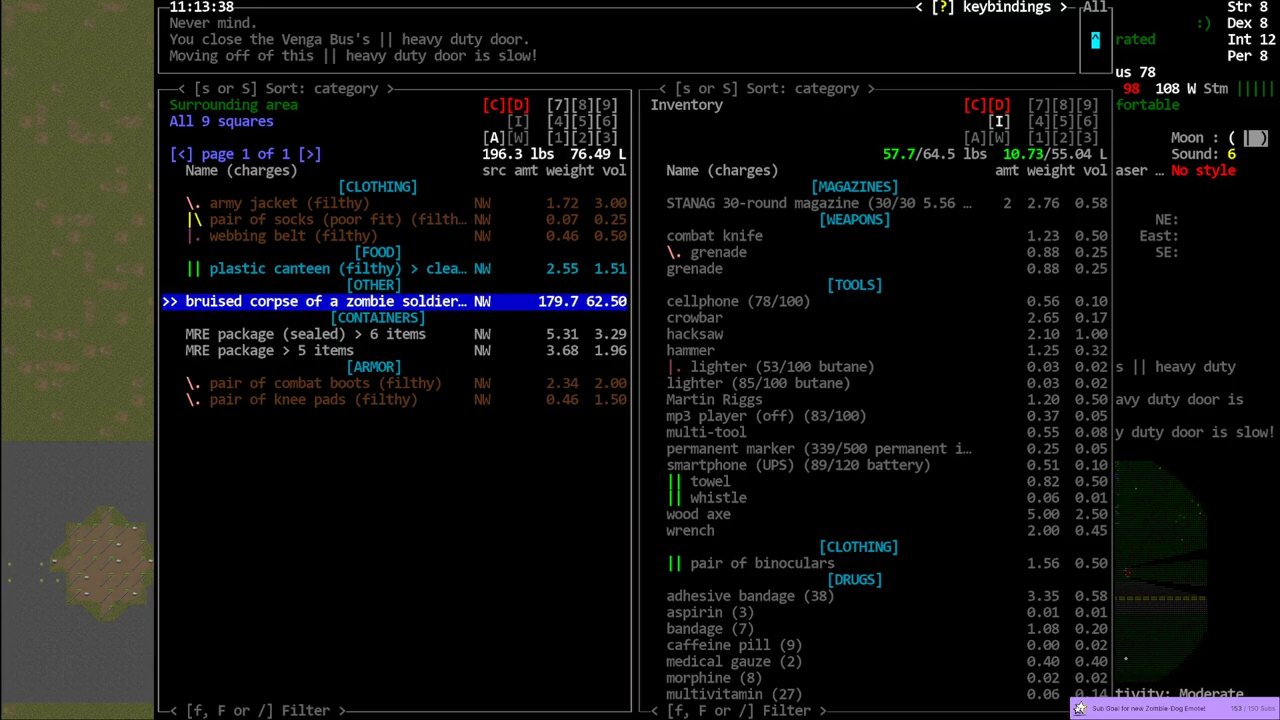 11:13:38
< [?] keybindings >
All
Str 8
Never mind.
:)
Dex 8
You close the Venga Bus's || heavy duty door.
^
rated
Int 12
Moving off of this || heavy duty door is slow!
Per 8
us 78
< [s or S] Sort: category >
< [s or S] Sort: category >
98 108 W Stm |||||
Surrounding area
[C][D] [7][8][9]
Inventory
[C][D] [7][8][9]
fortable
All 9 squares
[I] [4][5][6]
[I] [4][5][6]
[A][W] [1][2][3]
[A][W] [1][2][3]
Moon : ( | )
[<] page 1 of 1 [>]
196.3 lbs 76.49 L
57.7/64.5 lbs 10.73/55.04 L
Sound: 6
Name (charges) src amt weight vol
Name (charges) amt weight vol
aser … No style
[CLOTHING]
[MAGAZINES]
\. army jacket (filthy) NW 1.72 3.00
STANAG 30-round magazine (30/30 5.56 … 2 2.76 0.58
|\ pair of socks (poor fit) (filth… NW 0.07 0.25
[WEAPONS]
NE:
|. webbing belt (filthy) NW 0.46 0.50
combat knife 1.23 0.50
East:
[FOOD]
\. grenade 0.88 0.25
SE:
|| plastic canteen (filthy) > clea… NW 2.55 1.51
grenade 0.88 0.25
[OTHER]
[TOOLS]
>> bruised corpse of a zombie soldier… NW 179.7 62.50
cellphone (78/100) 0.56 0.10
[CONTAINERS]
crowbar 2.65 0.17
MRE package (sealed) > 6 items NW 5.31 3.29
hacksaw 2.10 1.00
MRE package > 5 items NW 3.68 1.96
hammer 1.25 0.32
[ARMOR]
|. lighter (53/100 butane) 0.03 0.02
s || heavy duty
\. pair of combat boots (filthy) NW 2.34 2.00
lighter (85/100 butane) 0.03 0.02
\. pair of knee pads (filthy) NW 0.46 1.50
Martin Riggs 1.20 0.50
avy duty door is
mp3 player (off) (83/100) 0.37 0.05
multi-tool 0.55 0.08
y duty door is slow!
permanent marker (339/500 permanent i… 0.25 0.05
smartphone (UPS) (89/120 battery) 0.51 0.10
|| towel 0.82 0.50
|| whistle 0.06 0.01
wood axe 5.00 2.50
wrench 2.00 0.45
[CLOTHING]
|| pair of binoculars 1.56 0.50
[DRUGS]
adhesive bandage (38) 3.35 0.58
aspirin (3) 0.01 0.01
bandage (7) 1.08 0.20
caffeine pill (9) 0.00 0.02
medical gauze (2) 0.40 0.40
morphine (8) 0.02 0.02
multivitamin (27) 0.06 0.14
tivity: Moderate
< [f, F or /] Filter >
< [f, F or /] Filter >
Sub Goal for new Zombie-Dog Emote! 153 / 150 Subs